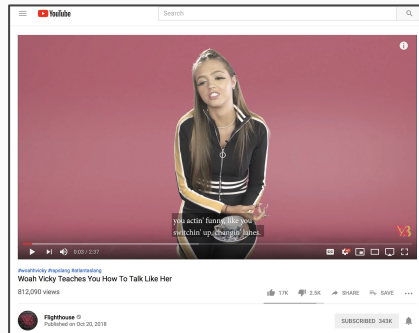 YouTube
Search
you actin' funny, like you
switchin' up, changin' lanes.
0:03 / 2:37
#woahhvicky #rapslang #atlantaslang
Woah Vicky Teaches You How To Talk Like Her
812,090 views
17K 2.5K SHARE SAVE
Flighthouse
Published on Oct 20, 2018
SUBSCRIBED 343K